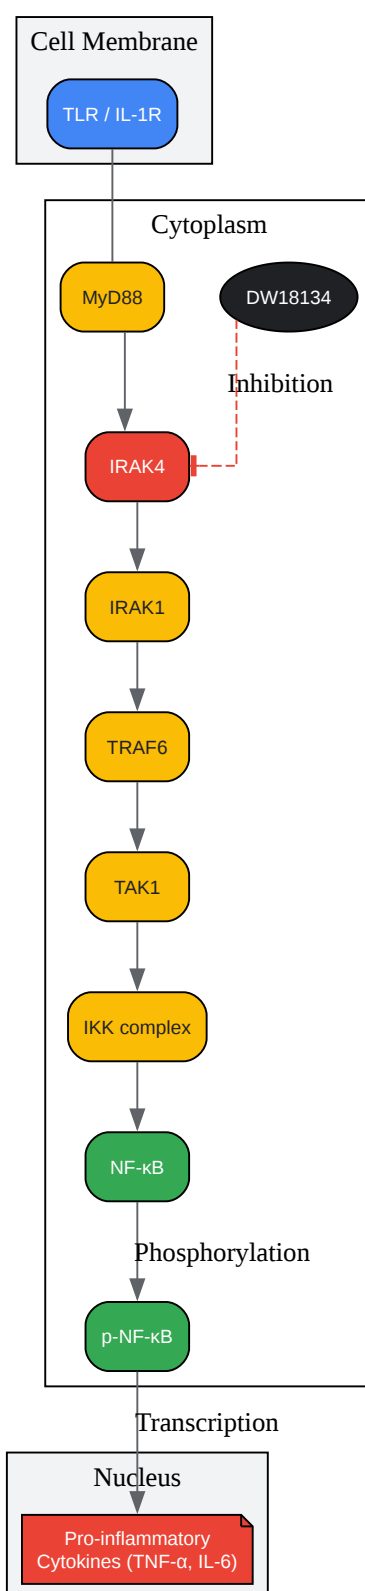 Cell Membrane
TLR / IL-1R
Cytoplasm
MyD88
DW18134
Inhibition
IRAK4
IRAK1
TRAF6
TAK1
IKK complex
NF-κB
Phosphorylation
p-NF-κB
Transcription
Nucleus
Pro-inflammatory
Cytokines (TNF-α, IL-6)